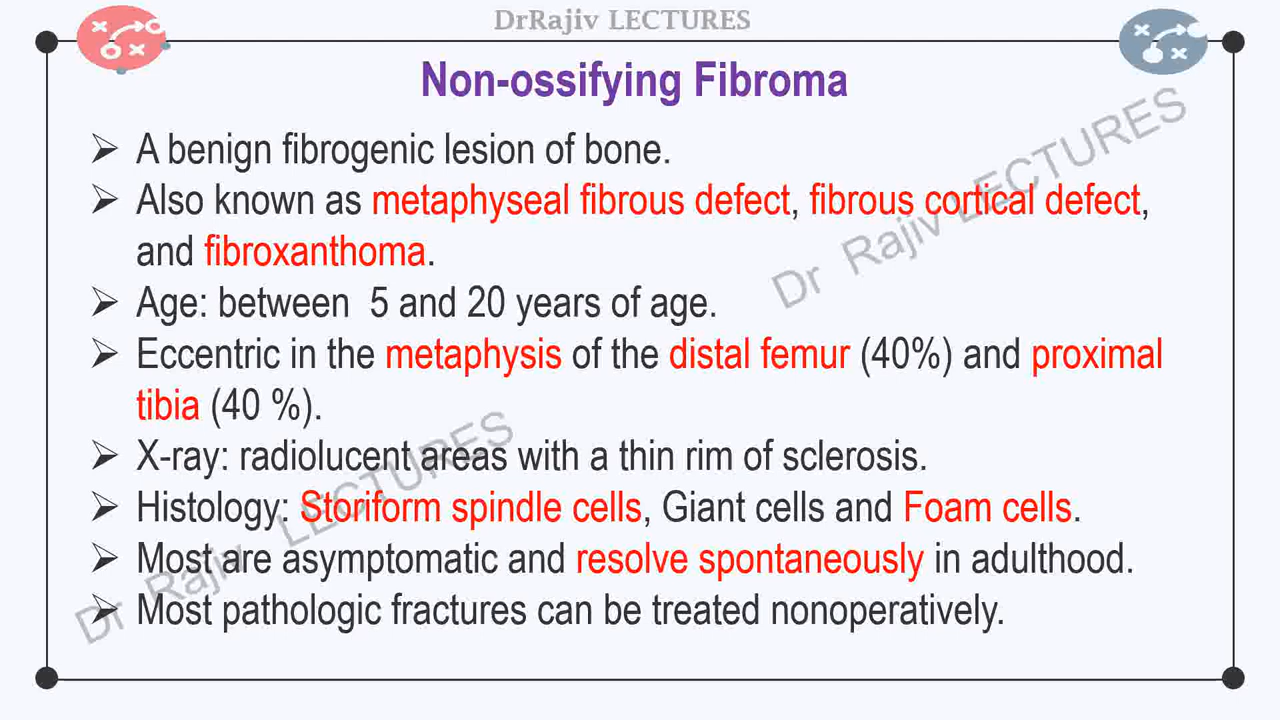 DrRajiv LECTURES
Non-ossifying Fibroma
➢ A benign fibrogenic lesion of bone.
➢ Also known as metaphyseal fibrous defect, fibrous cortical defect,
and fibroxanthoma.
➢ Age: between 5 and 20 years of age.
➢ Eccentric in the metaphysis of the distal femur (40%) and proximal
tibia (40 %).
➢ X-ray: radiolucent areas with a thin rim of sclerosis.
➢ Histology: Storiform spindle cells, Giant cells and Foam cells.
➢ Most are asymptomatic and resolve spontaneously in adulthood.
➢ Most pathologic fractures can be treated nonoperatively.
Dr Rajiv LECTURES
Dr Rajiv LECTURES